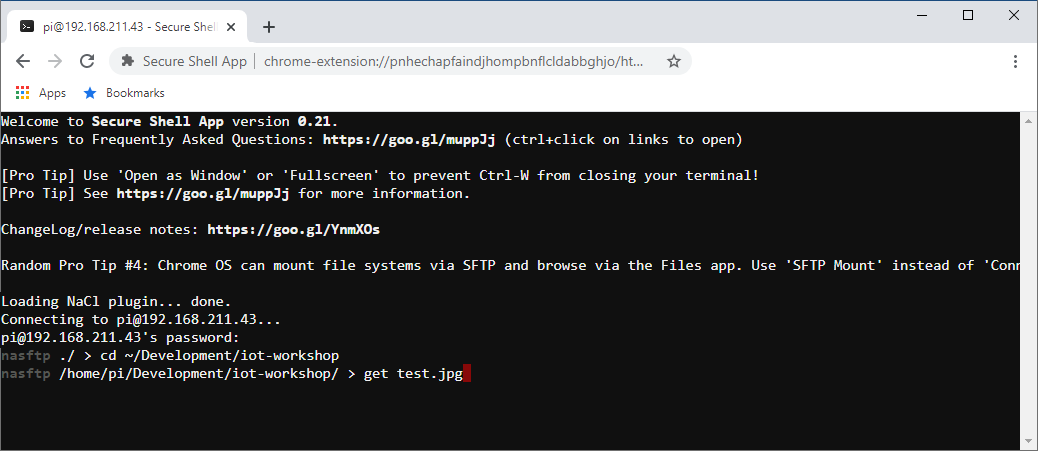 pi@192.168.211.43 - Secure Shel
Secure Shell App | chrome-extension://pnhechapfaindjhompbnflcldabbghjo/ht...
Apps Bookmarks
Welcome to Secure Shell App version 0.21.
Answers to Frequently Asked Questions: https://goo.gl/muppJj (ctrl+click on links to open)
[Pro Tip] Use 'Open as Window' or 'Fullscreen' to prevent Ctrl-W from closing your terminal!
[Pro Tip] See https://goo.gl/muppJj for more information.
ChangeLog/release notes: https://goo.gl/YnmXOs
Random Pro Tip #4: Chrome OS can mount file systems via SFTP and browse via the Files app. Use 'SFTP Mount' instead of 'Conn
Loading NaCl plugin... done.
Connecting to pi@192.168.211.43...
pi@192.168.211.43's password:
nasftp ./ > cd ~/Development/iot-workshop
nasftp /home/pi/Development/iot-workshop/ > get test.jpg